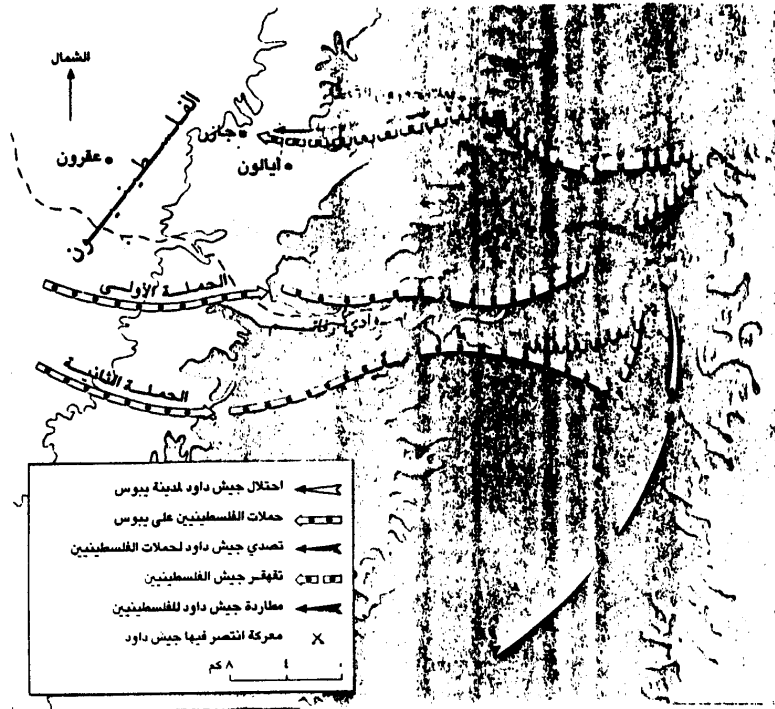 الشمال
الفلسطينيون
جازر
عقرون
أيالون
الحملة الأولى
وادي
الحملة الثانية
احتلال جيش داود لمدينة يبوس
حملات الفلسطينيين على يبوس
تصدي جيش داود لحملات الفلسطينيين
تقهقر جيش الفلسطينيين
مطاردة جيش داود للفلسطينيين
معركة انتصر فيها جيش داود
٤ ٨ كم